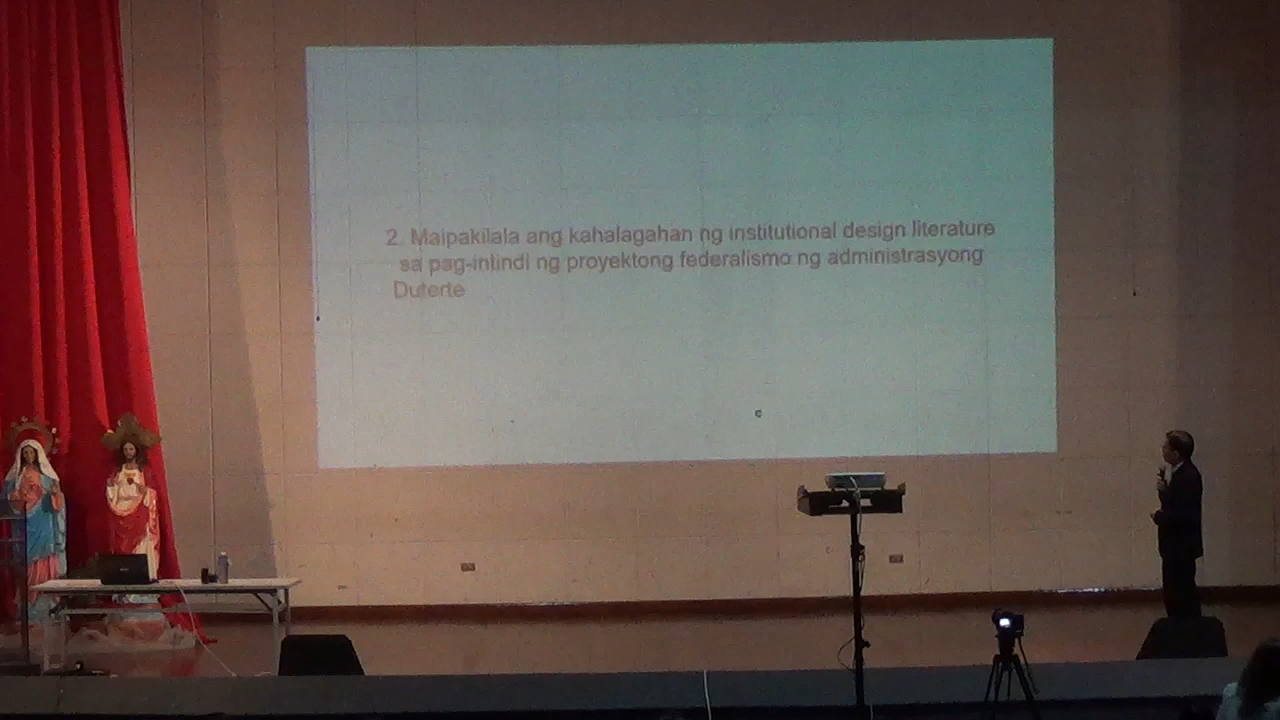 2. Maipakilala ang kahalagahan ng institutional design literature
sa pag-intindi ng proyektong federalismo ng administrasyong
Duterte